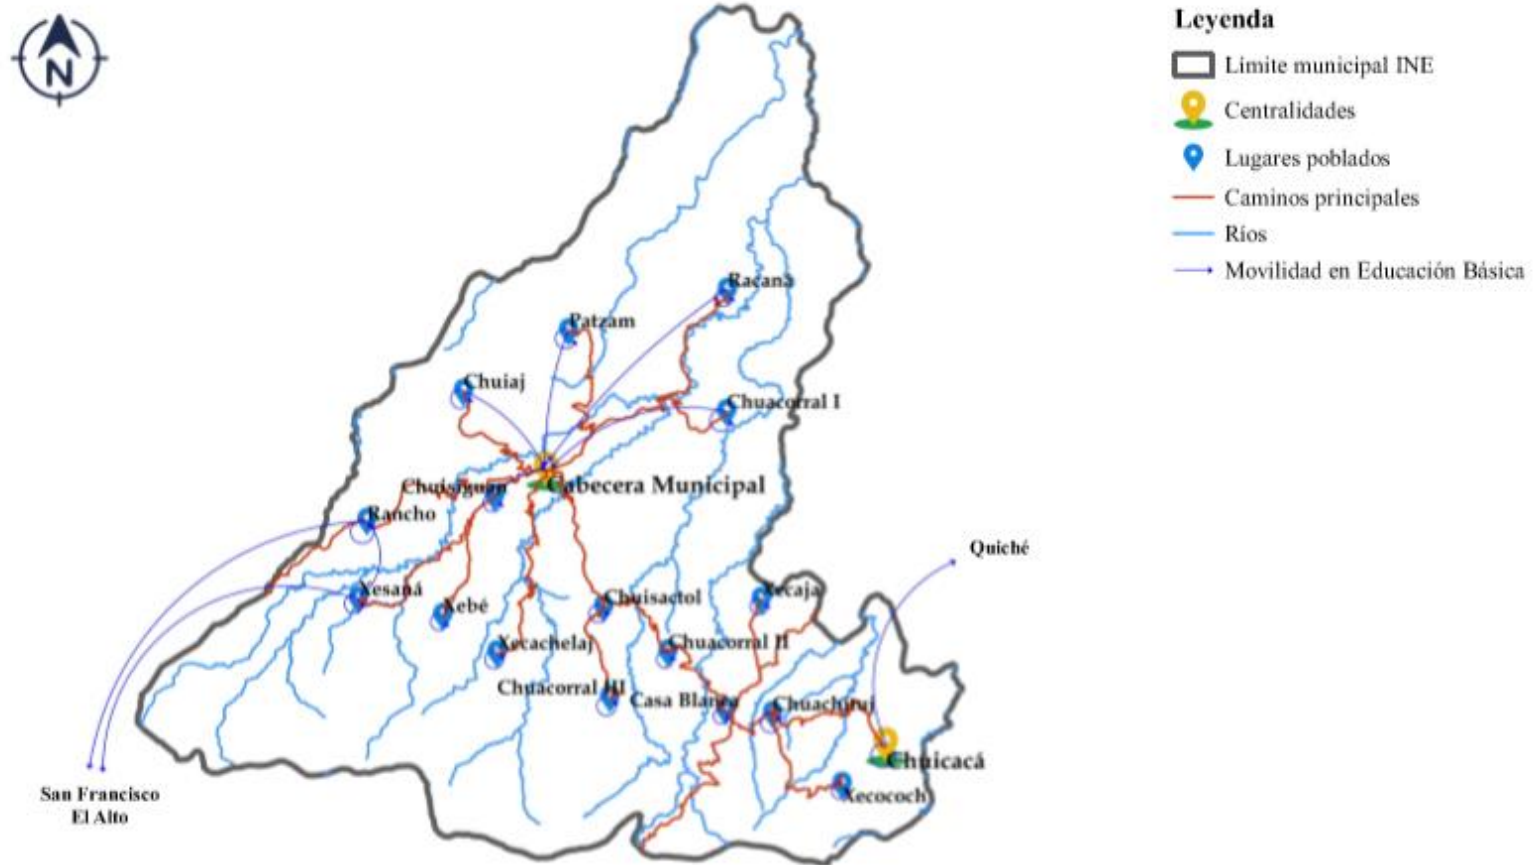 N
Leyenda
Límite municipal INE
Centralidades
Lugares poblados
Caminos principales
Ríos
Movilidad en Educación Básica
Racaná
Patzam
Chuiaj
Chuacorral I
Chuisiguan
Cabecera Municipal
Rancho
Quiché
Xesaná
Xebé
Chuisactol
Xecaja
Xecachelaj
Chuacorral II
Chuacorral III
Casa Blanca
Chuachituj
Chuicacá
Xecococh
San Francisco
El Alto